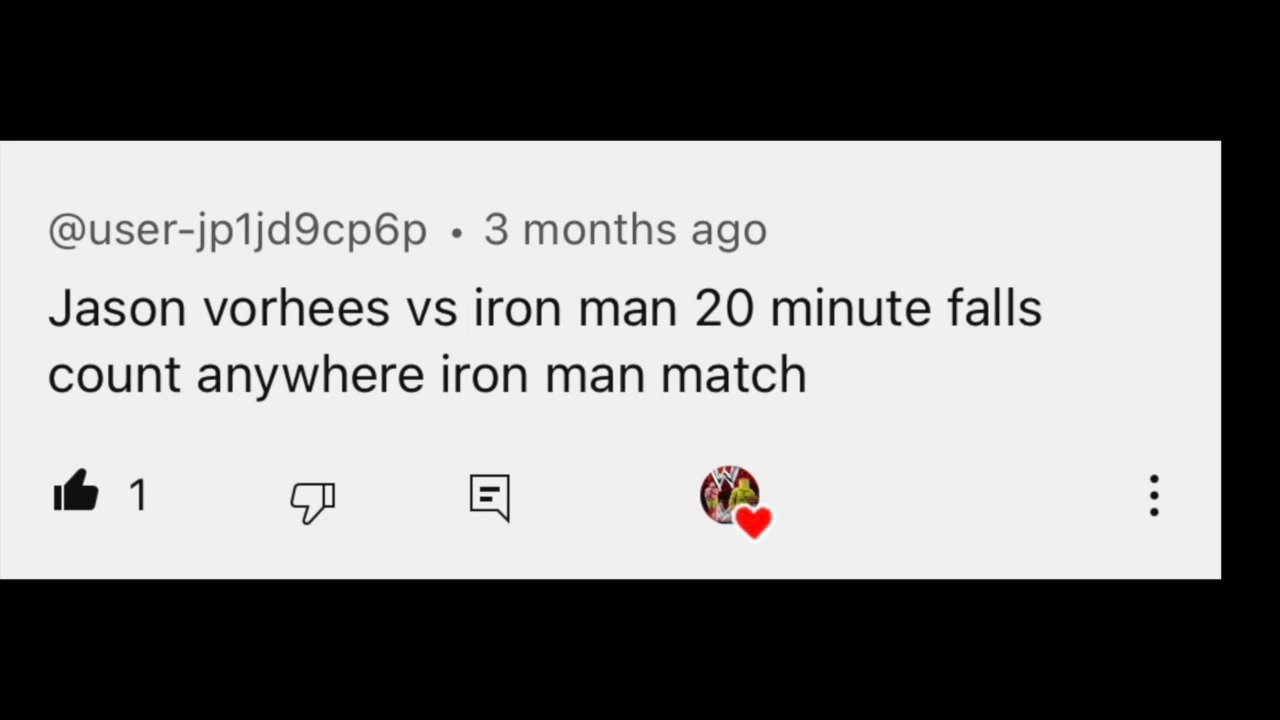 @user-jp1jd9cp6p • 3 months ago
Jason vorhees vs iron man 20 minute falls
count anywhere iron man match
1